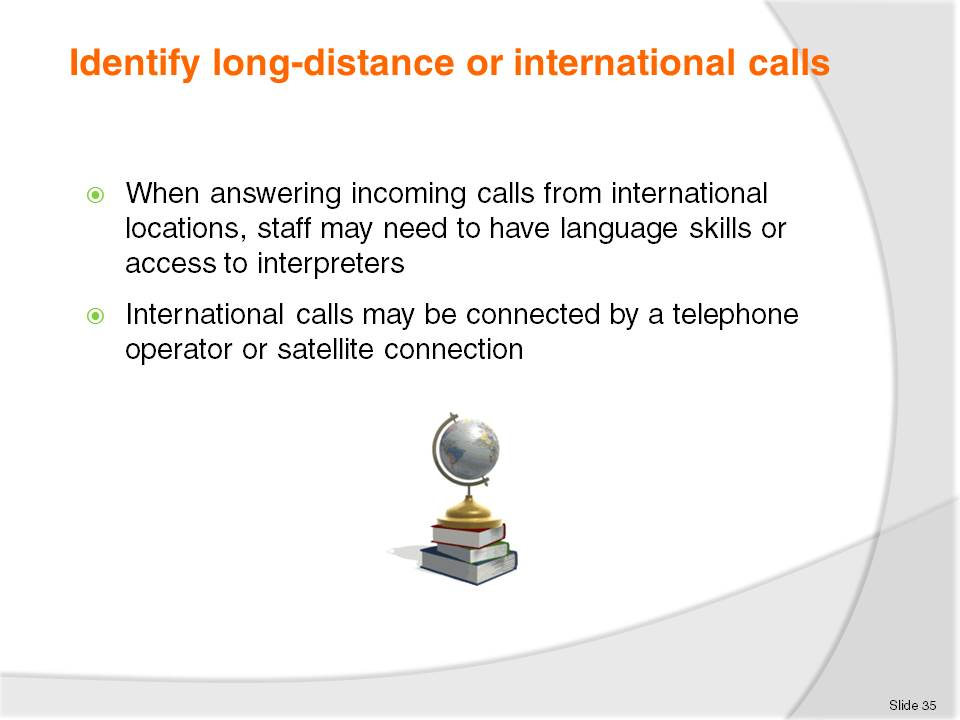 Identify long-distance or international calls
When answering incoming calls from international
locations, staff may need to have language skills or
access to interpreters
International calls may be connected by a telephone
operator or satellite connection
Slide 35